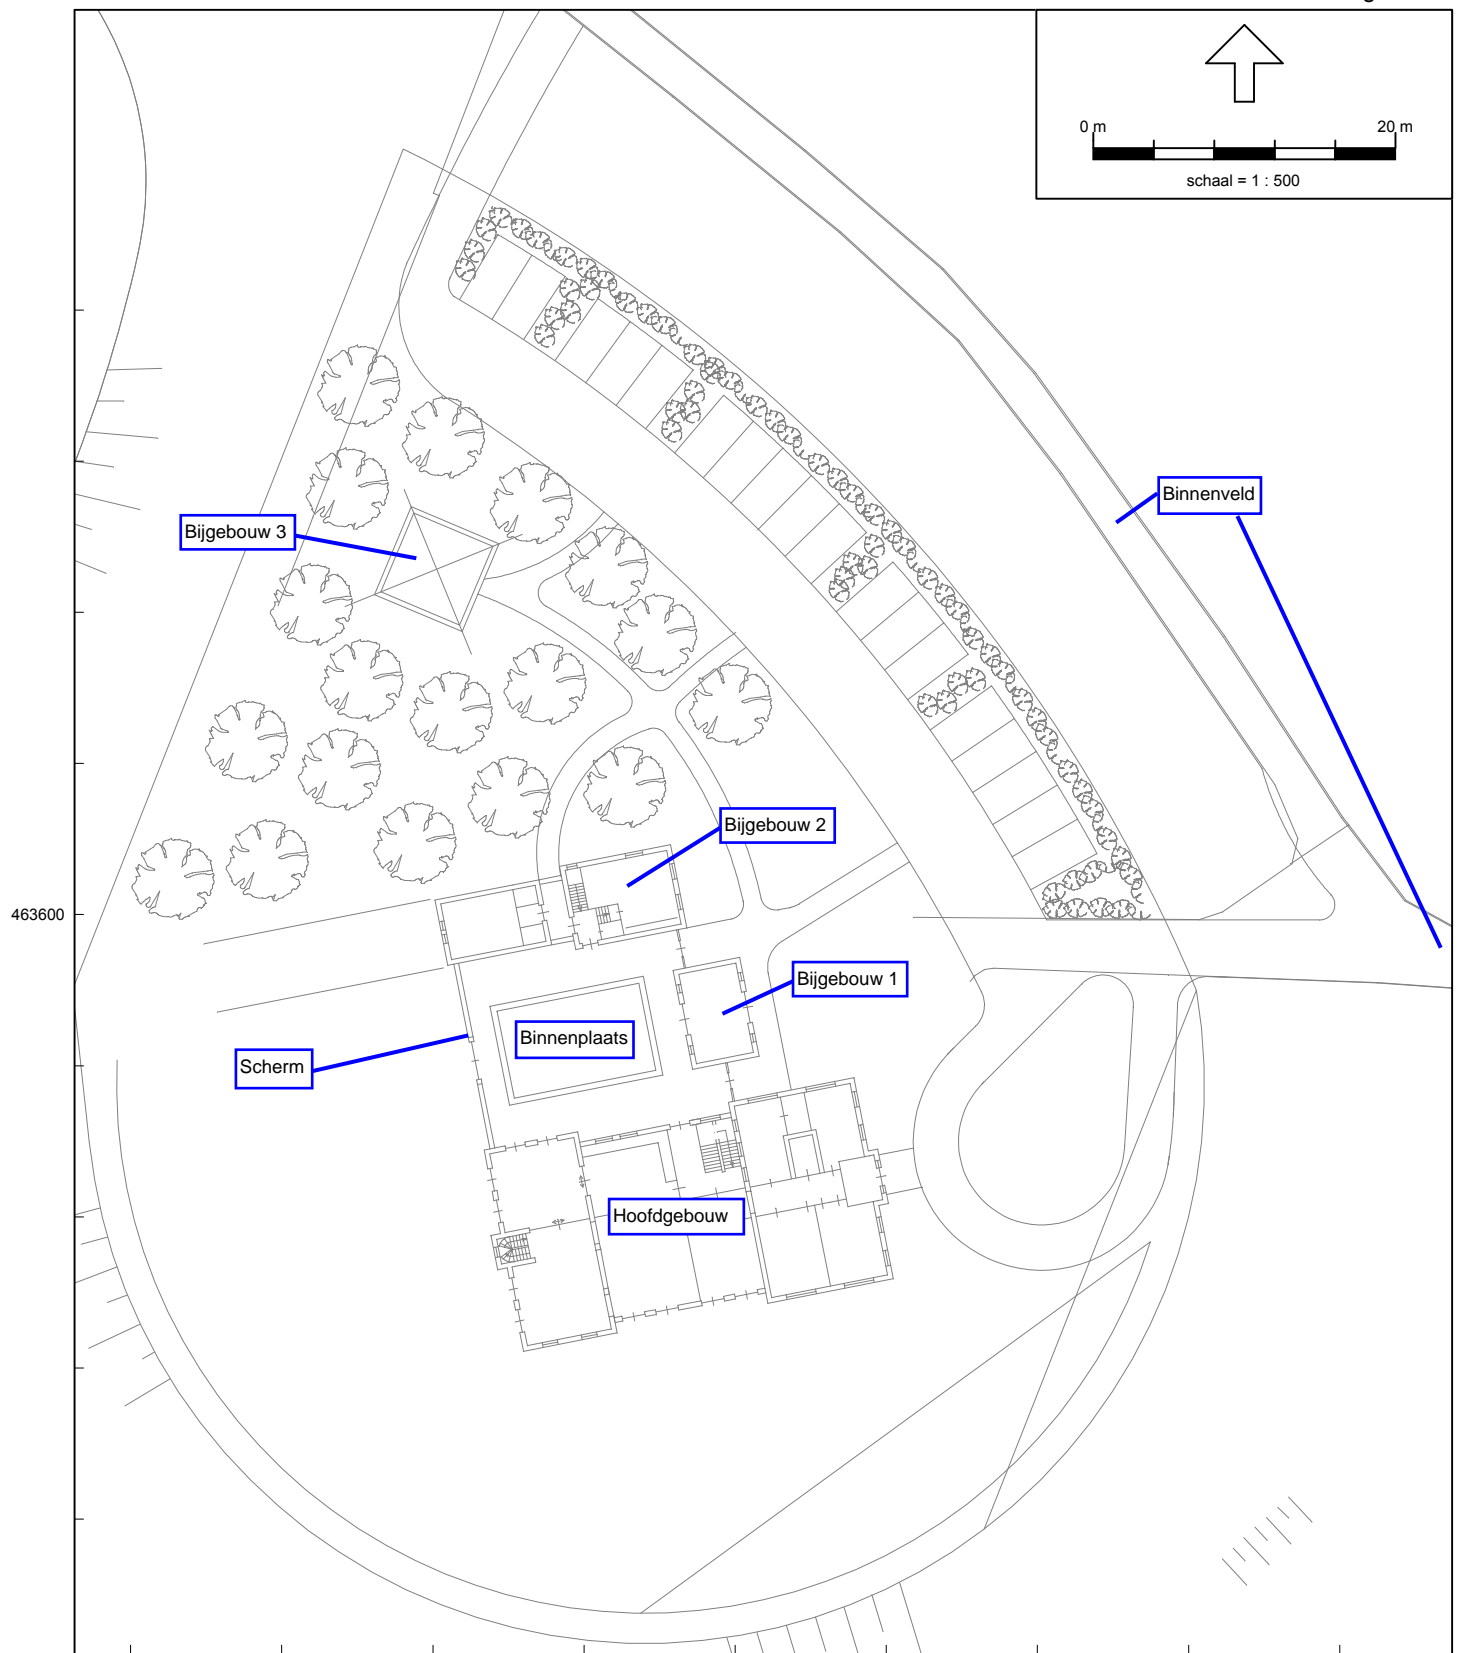 0 m 20 m
schaal = 1 : 500
Binnenveld
Bijgebouw 3
Bijgebouw 2
463600
Bijgebouw 1
Binnenplaats
Scherm
Hoofdgebouw